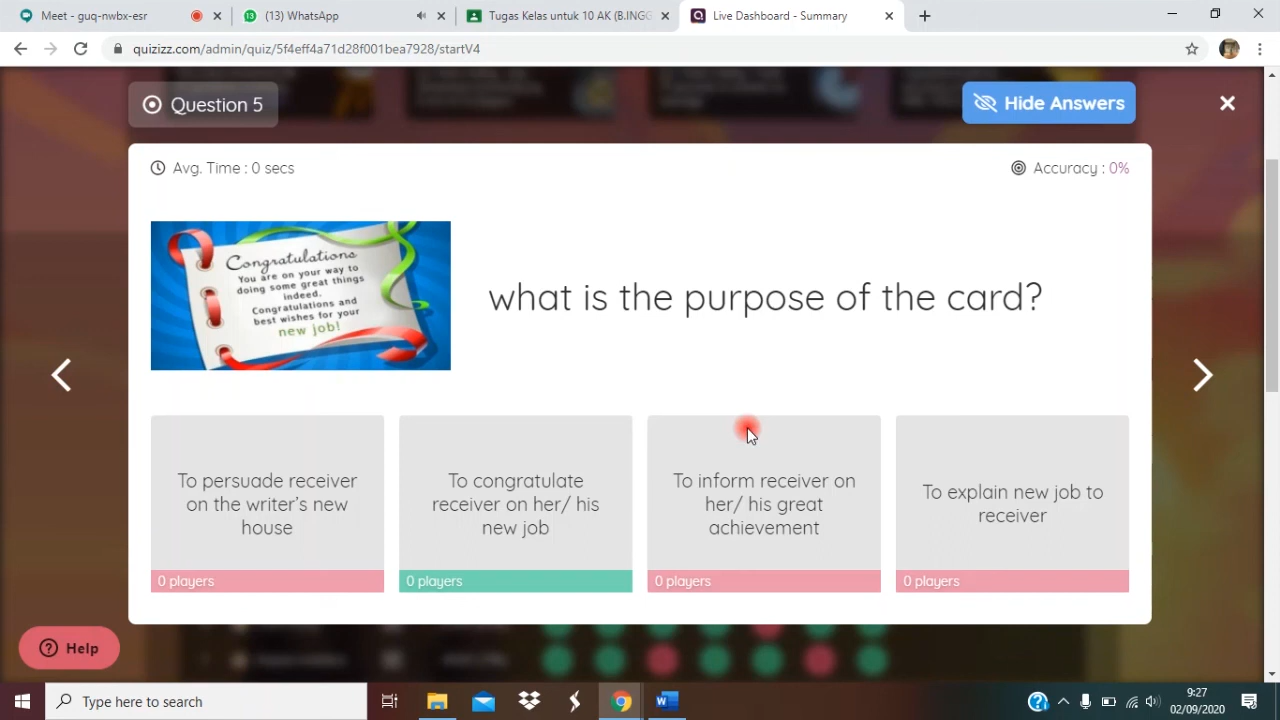 Meet - guq-nwbx-esr
(13) WhatsApp
Tugas Kelas untuk 10 AK (B.INGG
Live Dashboard - Summary
quizizz.com/admin/quiz/5f4eff4a71d28f001bea7928/startV4
Question 5
Hide Answers
Avg. Time : 0 secs
Accuracy : 0%
Congratulations
You are on your way to
doing some great things
indeed.
Congratulations and
best wishes for your
new job!
what is the purpose of the card?
To persuade receiver
on the writer's new
house
0 players
To congratulate
receiver on her/ his
new job
0 players
To inform receiver on
her/ his great
achievement
0 players
To explain new job to
receiver
0 players
Help
Type here to search
9:27
02/09/2020